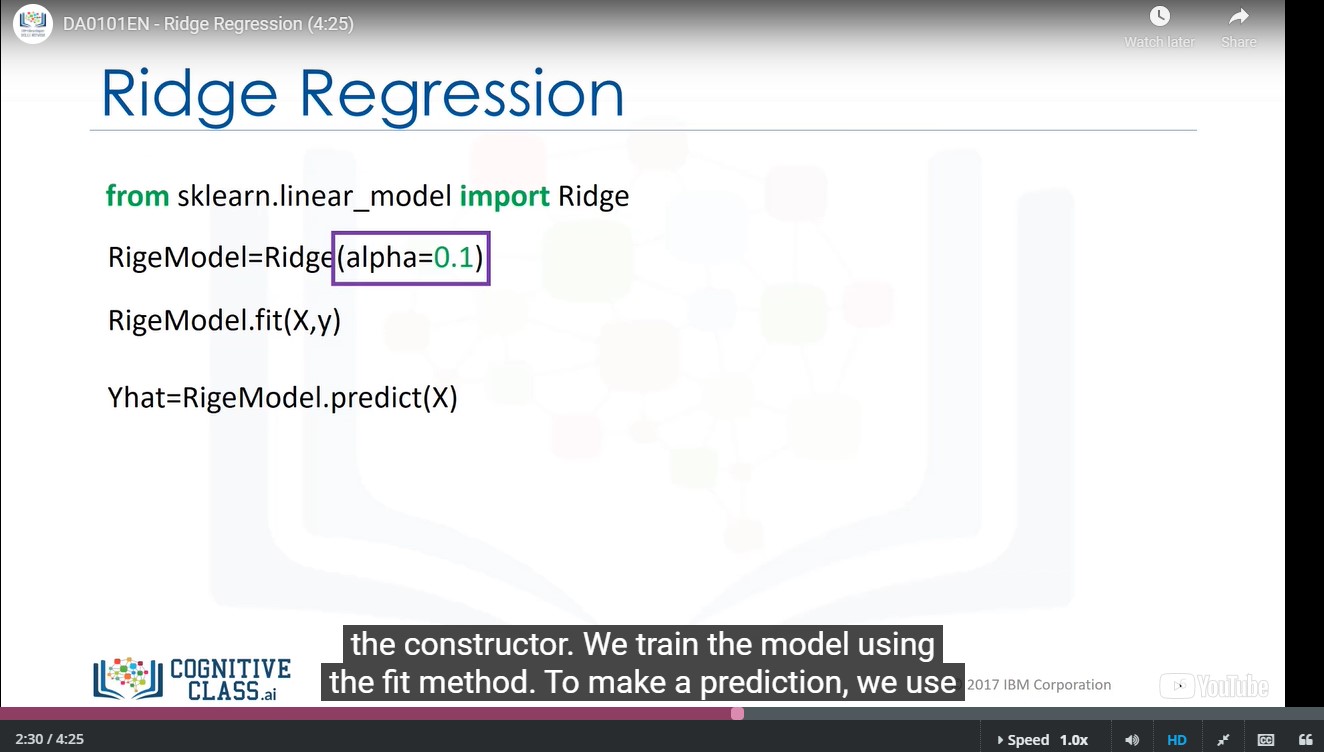 DA0101EN - Ridge Regression (4:25)
Watch later
Share
Ridge Regression
from sklearn.linear_model import Ridge
RigeModel=Ridge(alpha=0.1)
RigeModel.fit(X,y)
Yhat=RigeModel.predict(X)
the constructor. We train the model using
the fit method. To make a prediction, we use
COGNITIVE
CLASS.ai
2017 IBM Corporation
YouTube
2:30 / 4:25
Speed 1.0x
HD
CC